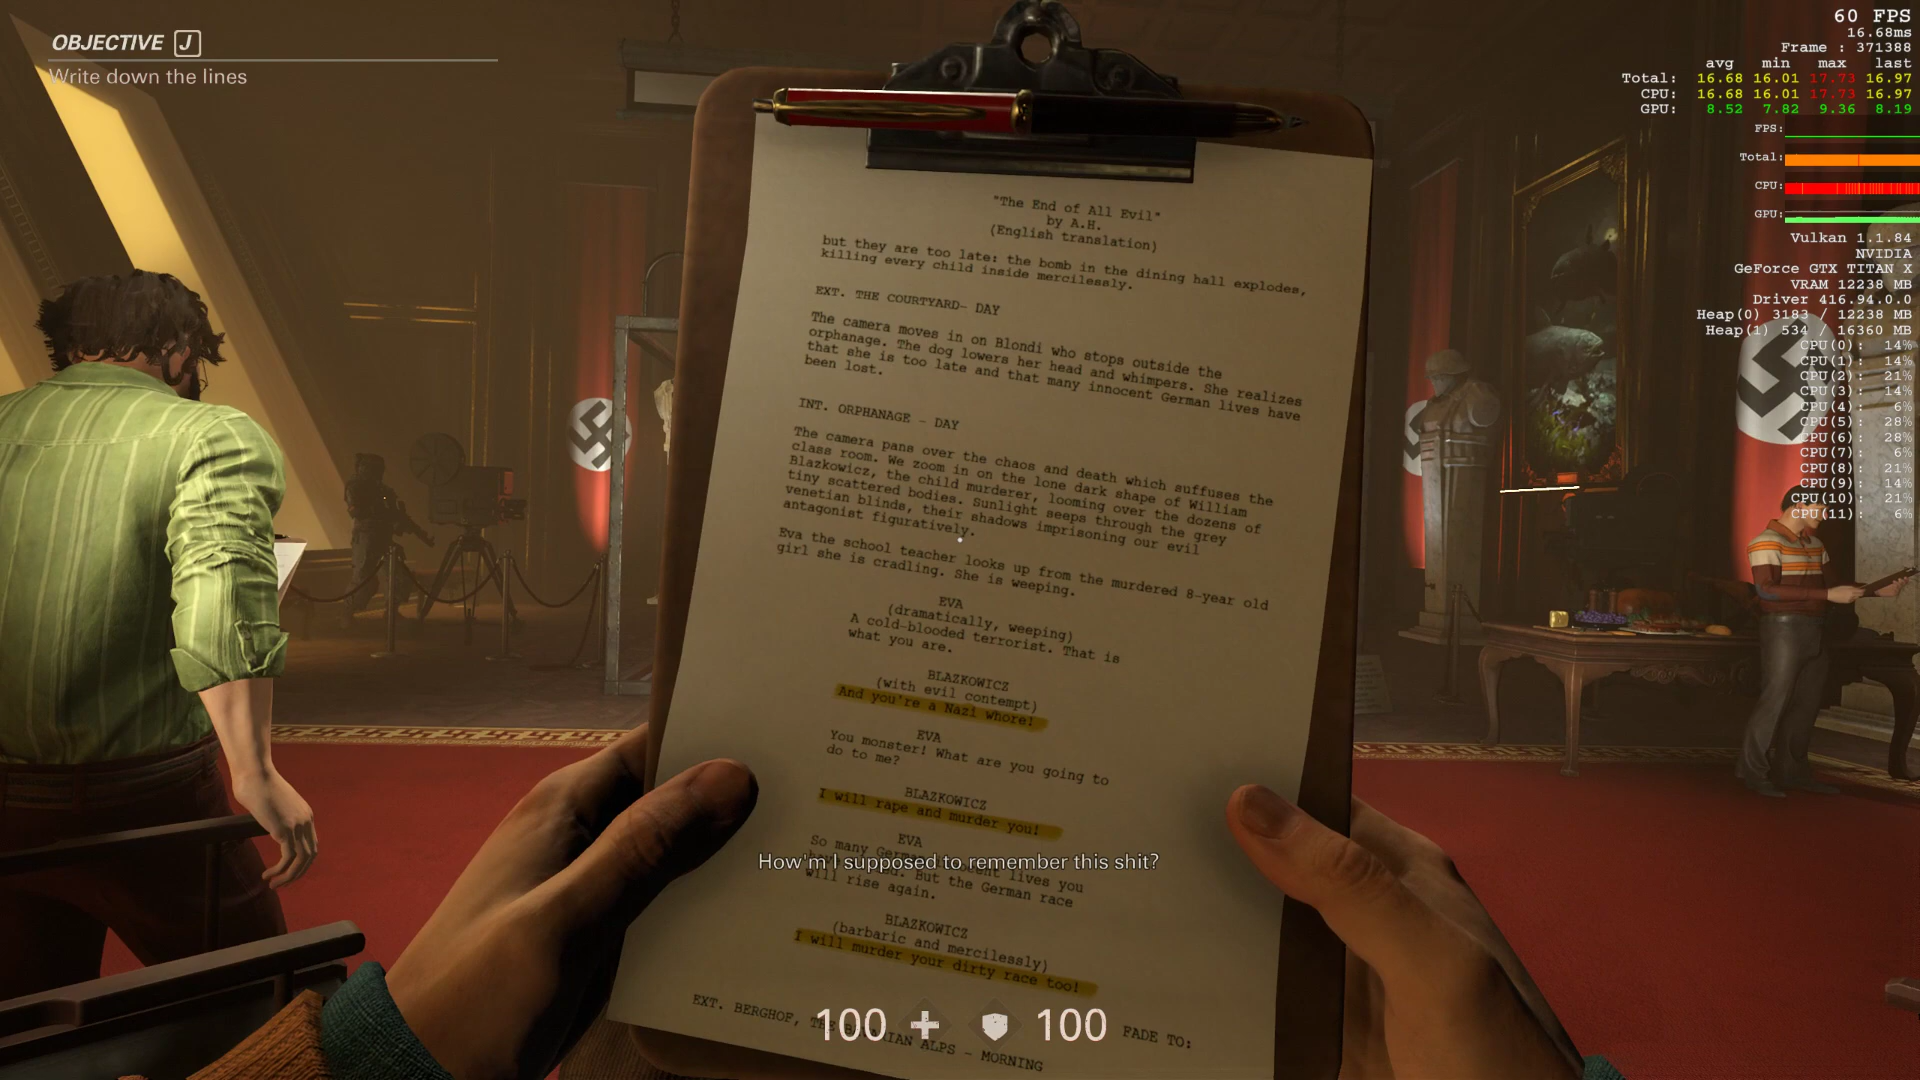 OBJECTIVE J
Write down the lines
60 FPS
16.68ms
Frame : 371388
avg min max last
Total: 16.68 16.01 17.73 16.97
CPU: 16.68 16.01 17.73 16.97
GPU: 8.52 7.82 9.36 8.19
FPS:
Total:
CPU:
GPU:
Vulkan 1.1.84
NVIDIA
GeForce GTX TITAN X
VRAM 12238 MB
Driver 416.94.0.0
Heap(0) 3183 / 12238 MB
Heap(1) 534 / 16360 MB
CPU(0): 14%
CPU(1): 14%
CPU(2): 21%
CPU(3): 14%
CPU(4): 6%
CPU(5): 28%
CPU(6): 28%
CPU(7): 6%
CPU(8): 21%
CPU(9): 14%
CPU(10): 21%
CPU(11): 6%
"The End of All Evil"
by A.H.
(English translation)
but they are too late: the bomb in the dining hall explodes,
killing every child inside mercilessly.
EXT. THE COURTYARD- DAY
The camera moves in on Blondi who stops outside the
orphanage. The dog lowers her head and whimpers. She realizes
that she is too late and that many innocent German lives have
been lost.
INT. ORPHANAGE - DAY
The camera pans over the chaos and death which suffuses the
class room. We zoom in on the lone dark shape of William
Blazkowicz, the child murderer, looming over the dozens of
tiny scattered bodies. Sunlight seeps through the grey
venetian blinds, their shadows imprisoning our evil
antagonist figuratively.
Eva the school teacher looks up from the murdered 8-year old
girl she is cradling. She is weeping.
EVA
(dramatically, weeping)
A cold-blooded terrorist. That is
what you are.
BLAZKOWICZ
(with evil contempt)
And you're a Nazi whore!
EVA
You monster! What are you going to
do to me?
BLAZKOWICZ
I will rape and murder you!
EVA
So many German innocent lives you
But the German race
will rise again.
How'm I supposed to remember this shit?
BLAZKOWICZ
(barbaric and mercilessly)
I will murder your dirty race too!
FADE TO:
EXT. BERGHOF, THE BAVARIAN ALPS - MORNING
100 100